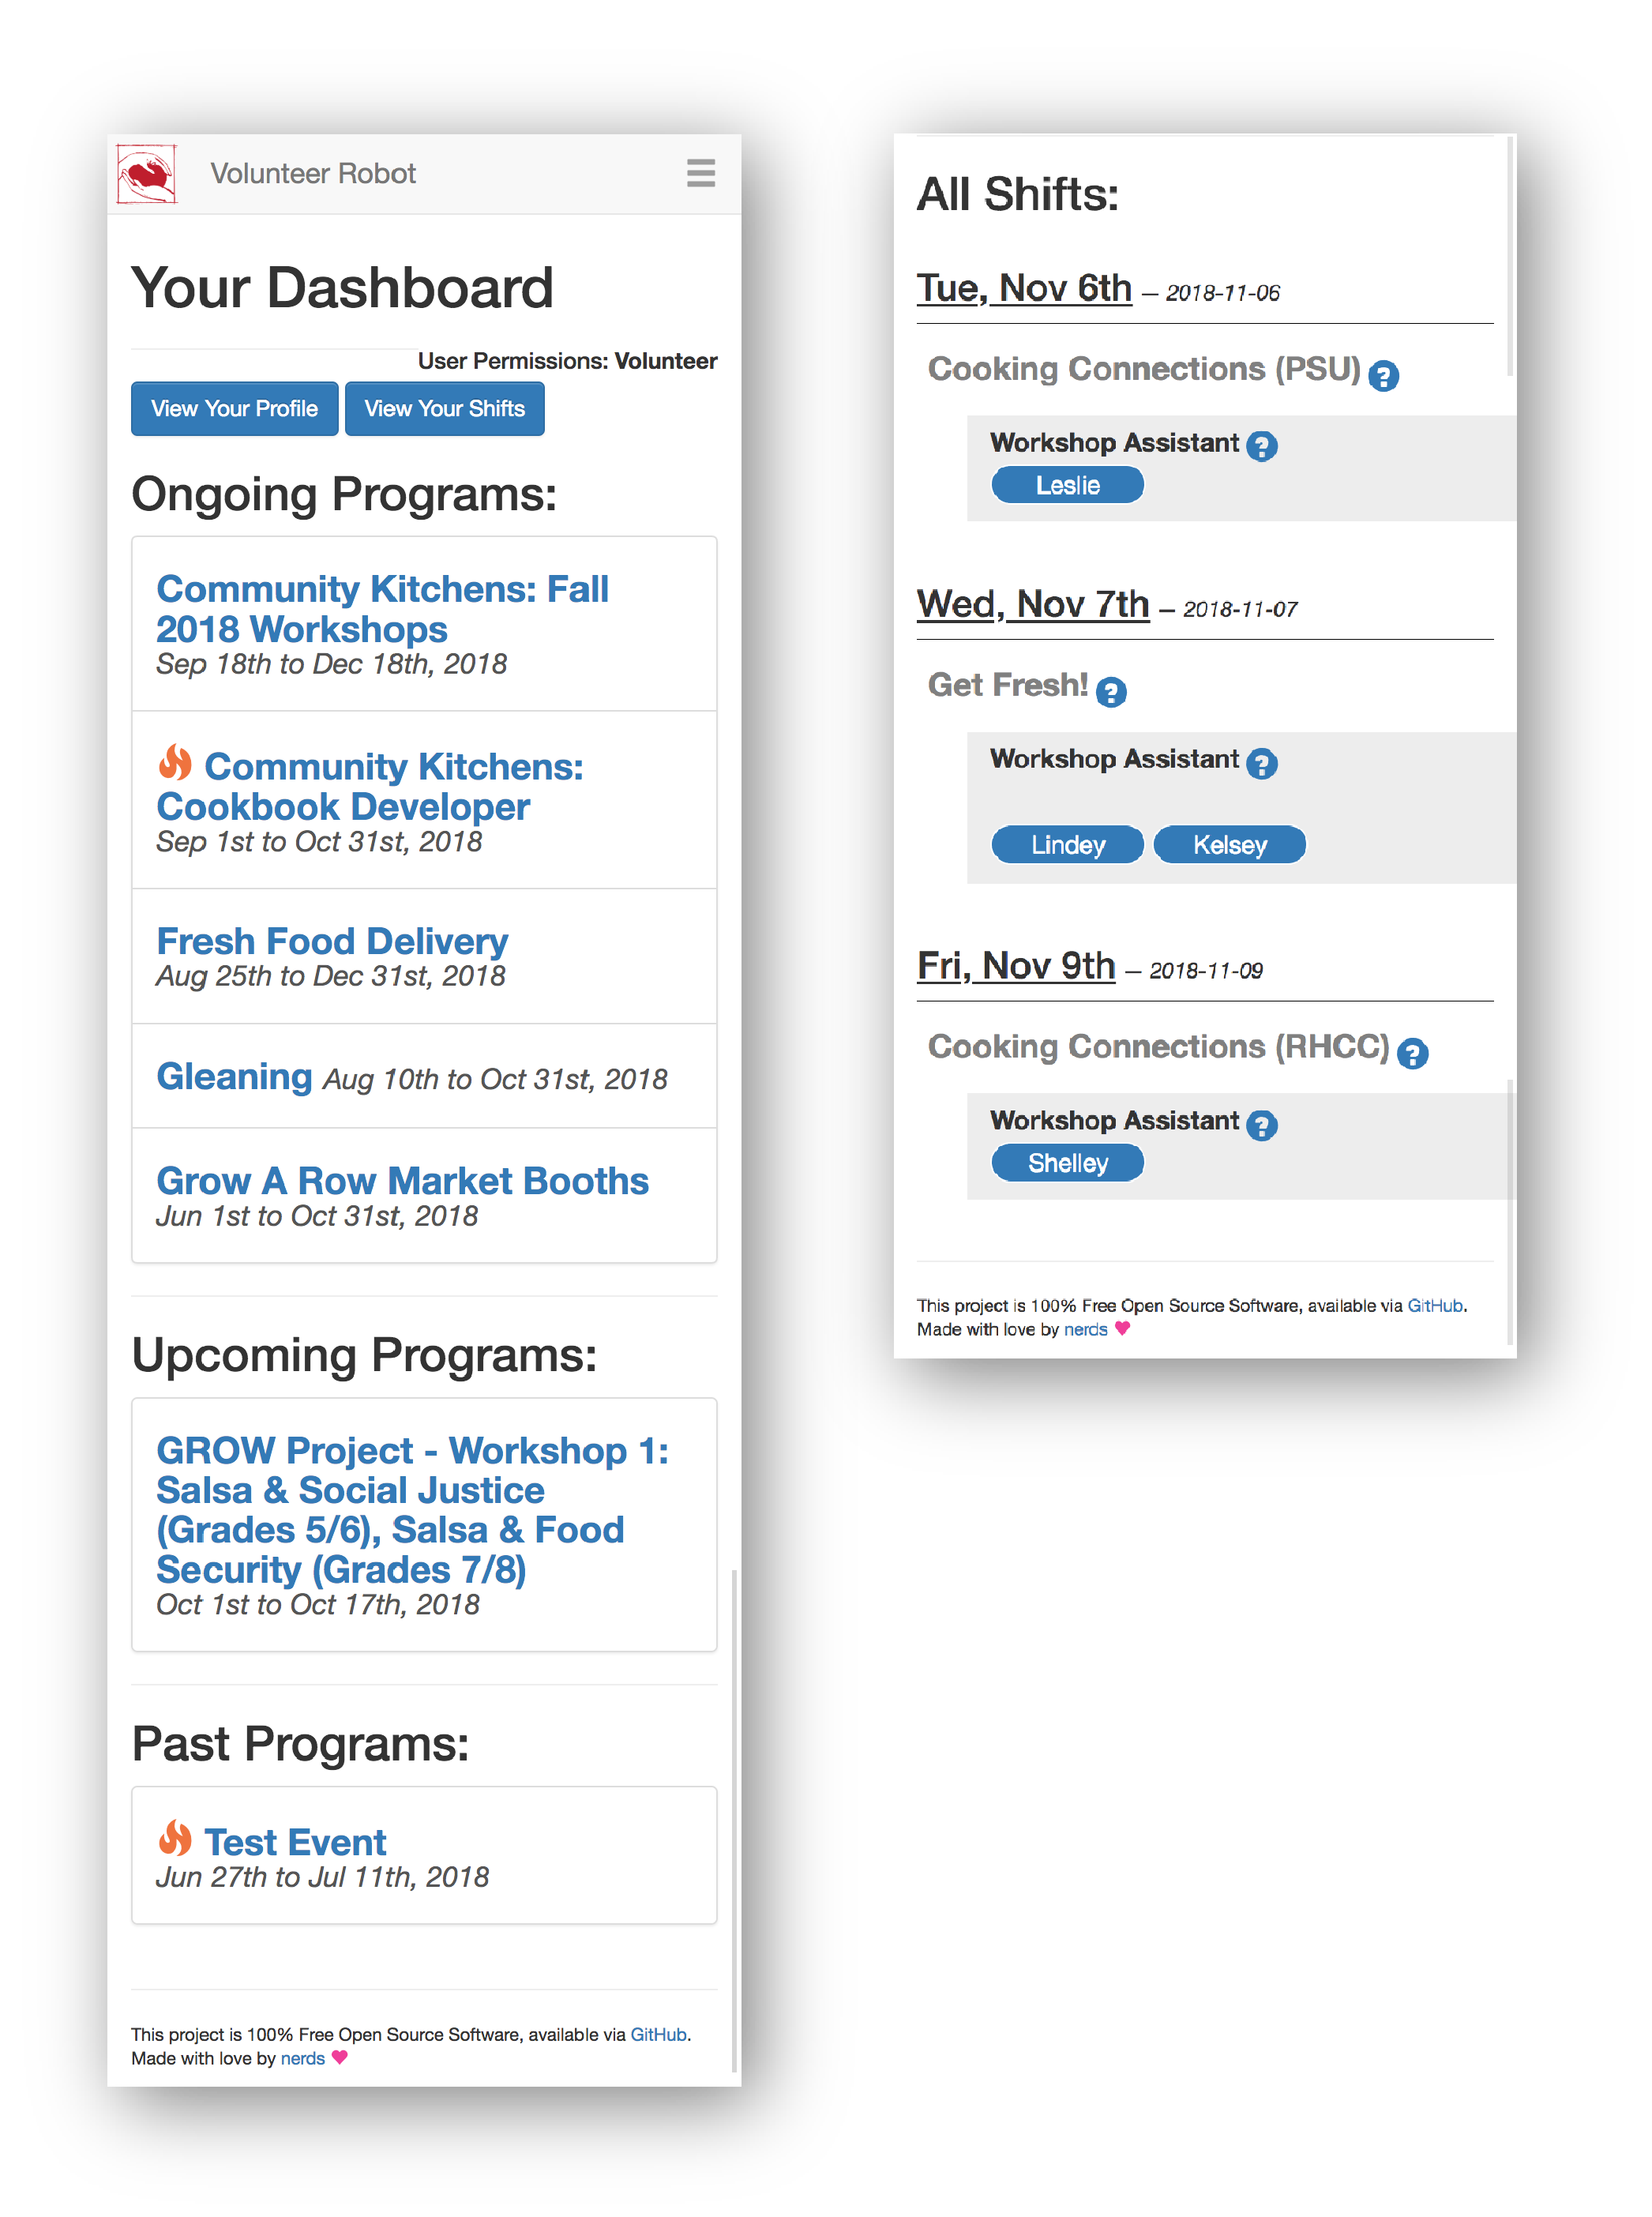 Volunteer Robot
Your Dashboard
User Permissions: Volunteer
View Your Profile
View Your Shifts
Ongoing Programs:
Community Kitchens: Fall
2018 Workshops
Sep 18th to Dec 18th, 2018
Community Kitchens:
Cookbook Developer
Sep 1st to Oct 31st, 2018
Fresh Food Delivery
Aug 25th to Dec 31st, 2018
Gleaning Aug 10th to Oct 31st, 2018
Grow A Row Market Booths
Jun 1st to Oct 31st, 2018
Upcoming Programs:
GROW Project - Workshop 1:
Salsa & Social Justice
(Grades 5/6), Salsa & Food
Security (Grades 7/8)
Oct 1st to Oct 17th, 2018
Past Programs:
Test Event
Jun 27th to Jul 11th, 2018
This project is 100% Free Open Source Software, available via GitHub.
Made with love by nerds
All Shifts:
Tue, Nov 6th – 2018-11-06
Cooking Connections (PSU) ?
Workshop Assistant ?
Leslie
Wed, Nov 7th – 2018-11-07
Get Fresh! ?
Workshop Assistant ?
Lindey Kelsey
Fri, Nov 9th – 2018-11-09
Cooking Connections (RHCC) ?
Workshop Assistant ?
Shelley
This project is 100% Free Open Source Software, available via GitHub.
Made with love by nerds